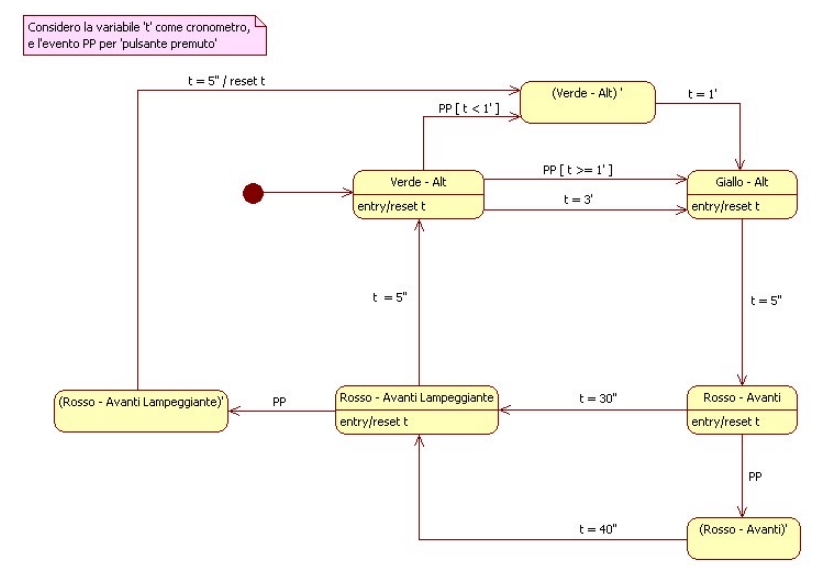 Considero la variabile 't' come cronometro,
e l'evento PP per 'pulsante premuto'
t = 5" / reset t
(Verde - Alt) '
t = 1'
PP [ t < 1' ]
PP [ t >= 1' ]
Verde - Alt
entry/reset t
t = 3'
Giallo - Alt
entry/reset t
t = 5"
t = 5"
(Rosso - Avanti Lampeggiante)'
PP
Rosso - Avanti Lampeggiante
entry/reset t
t = 30"
Rosso - Avanti
entry/reset t
PP
t = 40"
(Rosso - Avanti)'